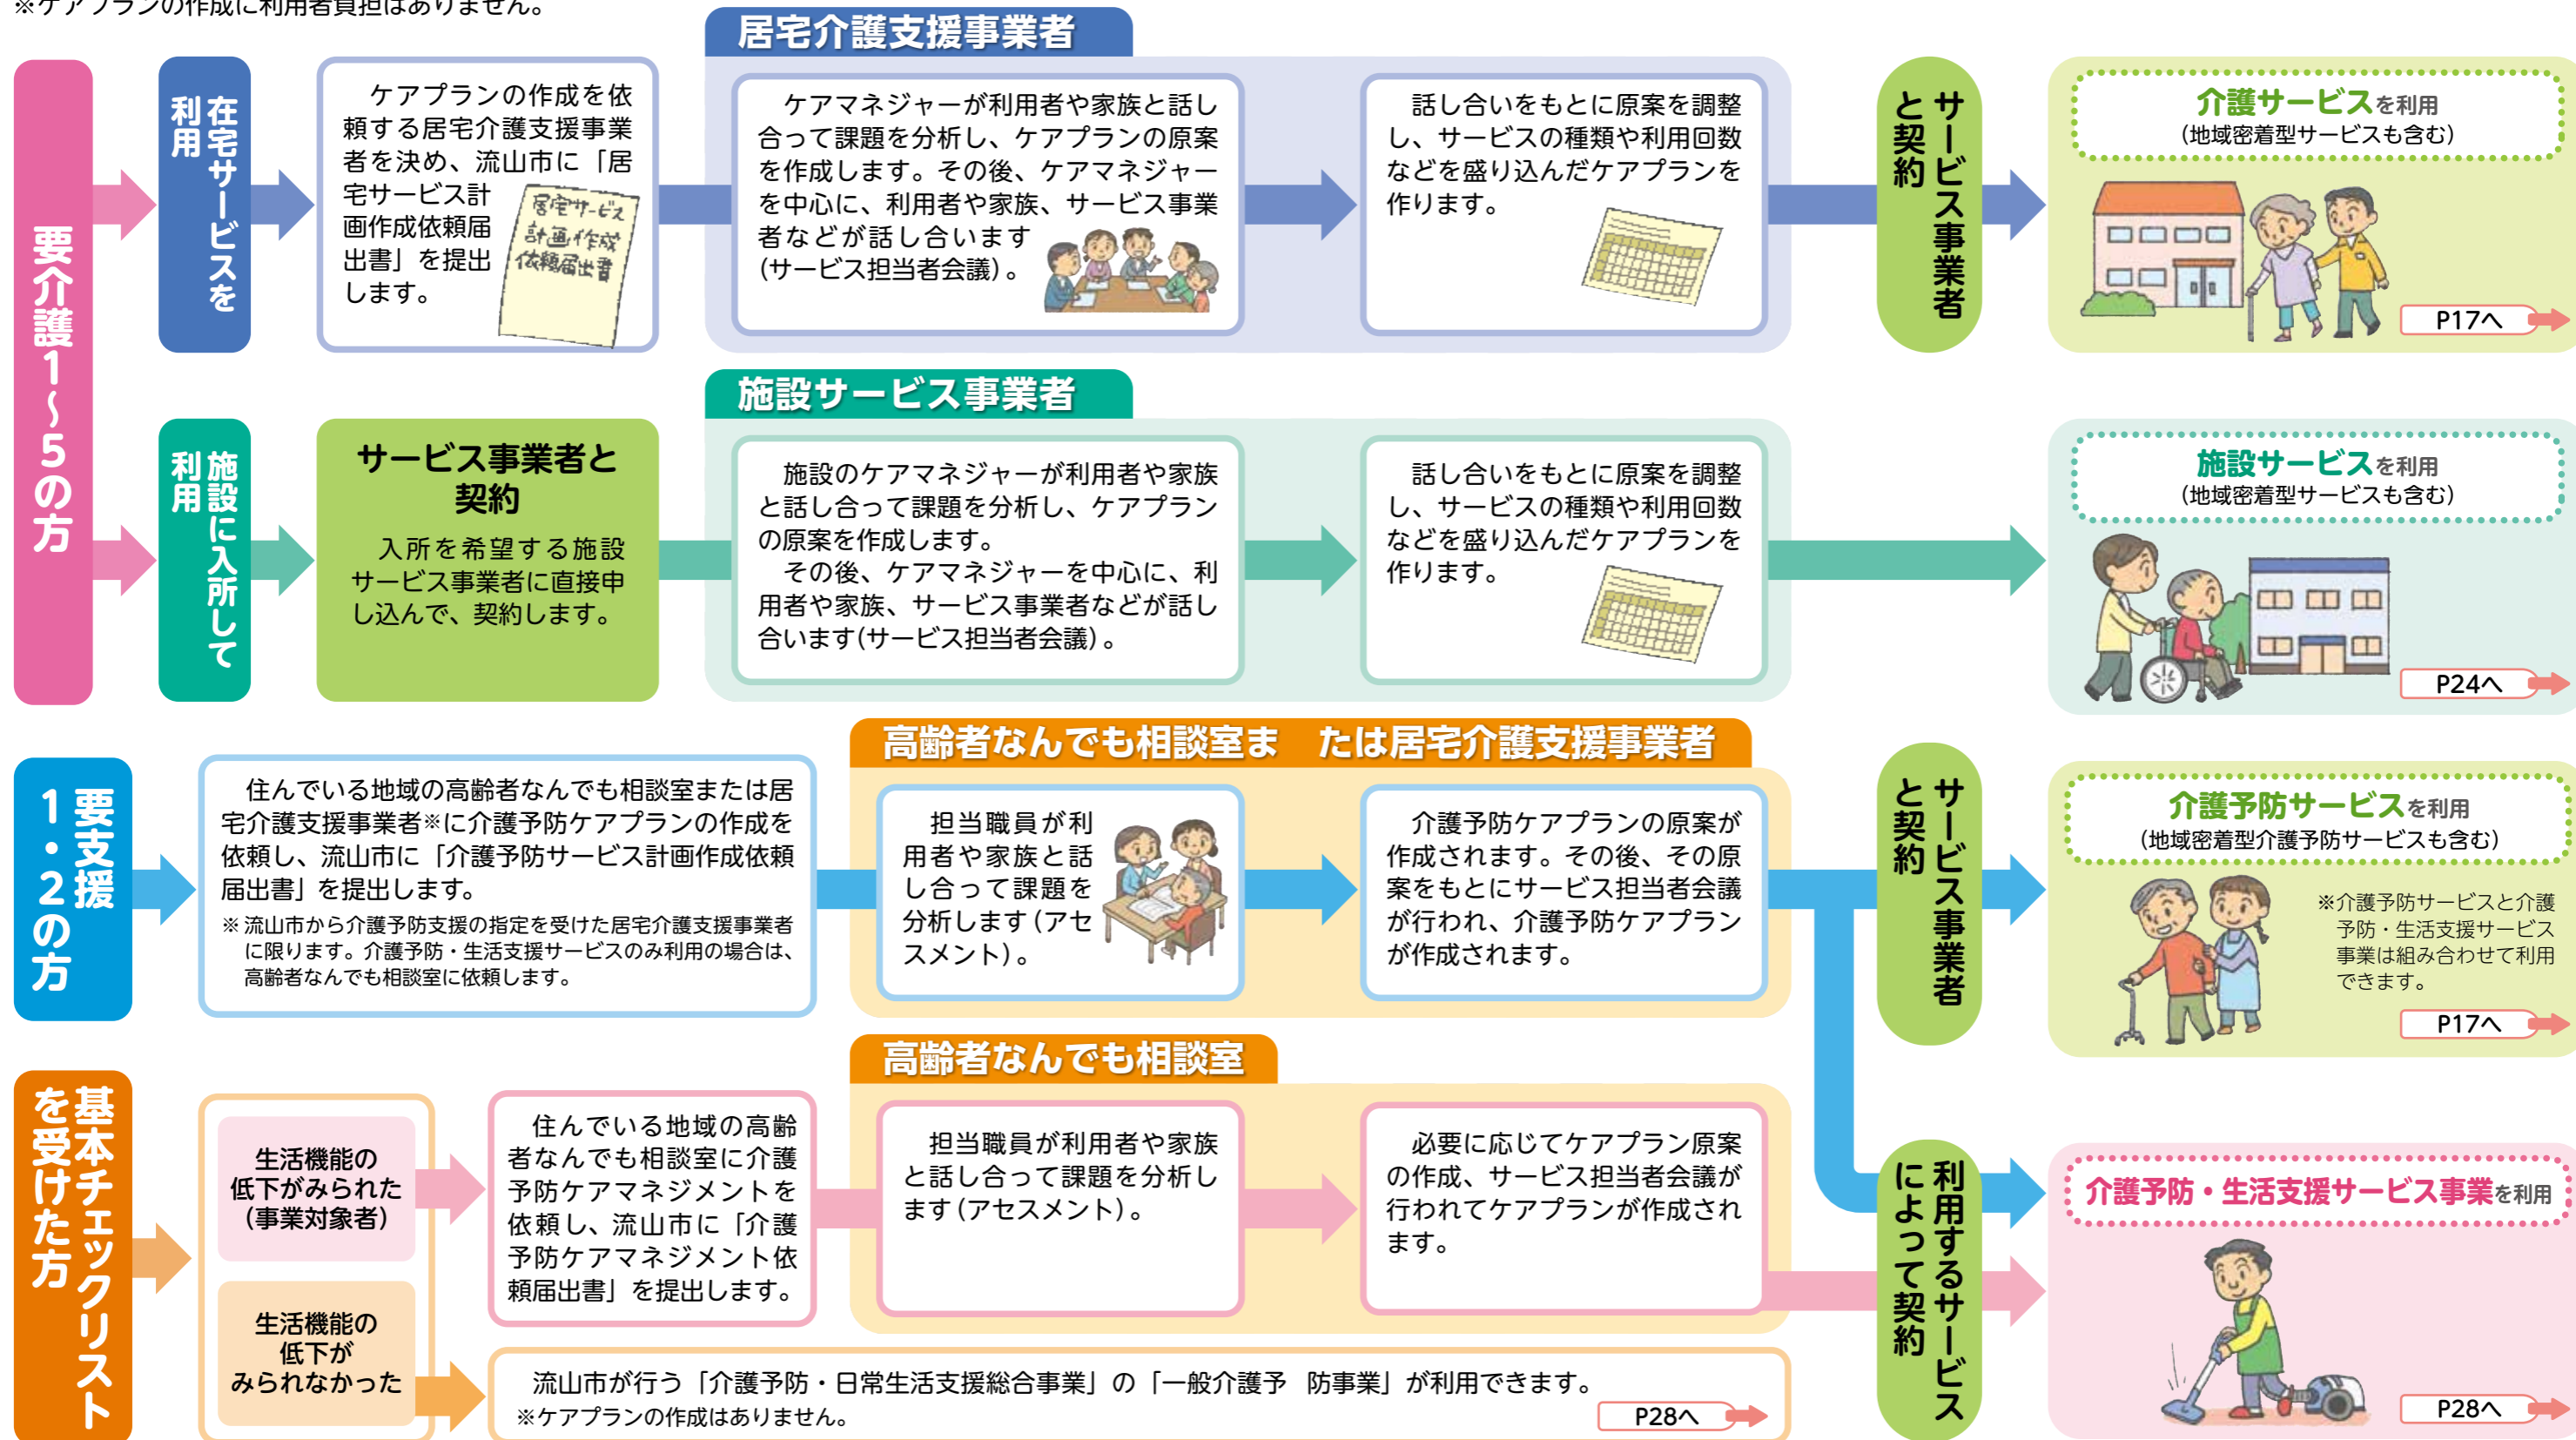 ※ケアプランの作成に利用者負担はありません。
要介護1～5の方
在宅サービスを
利用
ケアプランの作成を依
頼する居宅介護支援事業
者を決め、流山市に「居
宅サービス計
画作成依頼届
出書」を提出
します。
居宅サービス
計画作成
依頼届出書
居宅介護支援事業者
ケアマネジャーが利用者や家族と話し
合って課題を分析し、ケアプランの原案
を作成します。その後、ケアマネジャー
を中心に、利用者や家族、サービス事業
者などが話し合います
(サービス担当者会議)。
話し合いをもとに原案を調整
し、サービスの種類や利用回数
などを盛り込んだケアプランを
作ります。
サービス事業者
と契約
介護サービスを利用
(地域密着型サービスも含む)
P17へ
施設に入所して
利用
サービス事業者と
契約
入所を希望する施設
サービス事業者に直接申
し込んで、契約します。
施設サービス事業者
施設のケアマネジャーが利用者や家族
と話し合って課題を分析し、ケアプラン
の原案を作成します。
その後、ケアマネジャーを中心に、利
用者や家族、サービス事業者などが話し
合います(サービス担当者会議)。
話し合いをもとに原案を調整
し、サービスの種類や利用回数
などを盛り込んだケアプランを
作ります。
施設サービスを利用
(地域密着型サービスも含む)
P24へ
要支援
1・2の方
住んでいる地域の高齢者なんでも相談室または居
宅介護支援事業者※に介護予防ケアプランの作成を
依頼し、流山市に「介護予防サービス計画作成依頼
届出書」を提出します。
※流山市から介護予防支援の指定を受けた居宅介護支援事業者
に限ります。介護予防・生活支援サービスのみ利用の場合は、
高齢者なんでも相談室に依頼します。
高齢者なんでも相談室ま たは居宅介護支援事業者
担当職員が利
用者や家族と話
し合って課題を
分析します(アセ
スメント)。
介護予防ケアプランの原案が
作成されます。その後、その原
案をもとにサービス担当者会議
が行われ、介護予防ケアプラン
が作成されます。
サービス事業者
と契約
介護予防サービスを利用
(地域密着型介護予防サービスも含む)
※介護予防サービスと介護
予防・生活支援サービス
事業は組み合わせて利用
できます。
P17へ
基本チェックリスト
を受けた方
生活機能の
低下がみられた
(事業対象者)
住んでいる地域の高齢
者なんでも相談室に介護
予防ケアマネジメントを
依頼し、流山市に「介護
予防ケアマネジメント依
頼届出書」を提出します。
高齢者なんでも相談室
担当職員が利用者や家族
と話し合って課題を分析し
ます(アセスメント)。
必要に応じてケアプラン原案
の作成、サービス担当者会議が
行われてケアプランが作成され
ます。
利用するサービス
によって契約
介護予防・生活支援サービス事業を利用
P28へ
生活機能の
低下が
みられなかった
流山市が行う「介護予防・日常生活支援総合事業」の「一般介護予 防事業」が利用できます。
※ケアプランの作成はありません。
P28へ